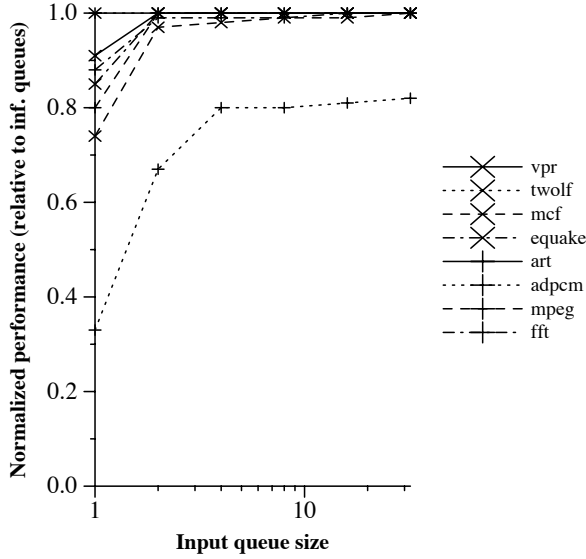 Normalized performance (relative to inf. queues)
1.0
0.8
0.6
0.4
0.2
0.0
1
10
Input queue size
vpr
twolf
mcf
equake
art
adpcm
mpeg
fft